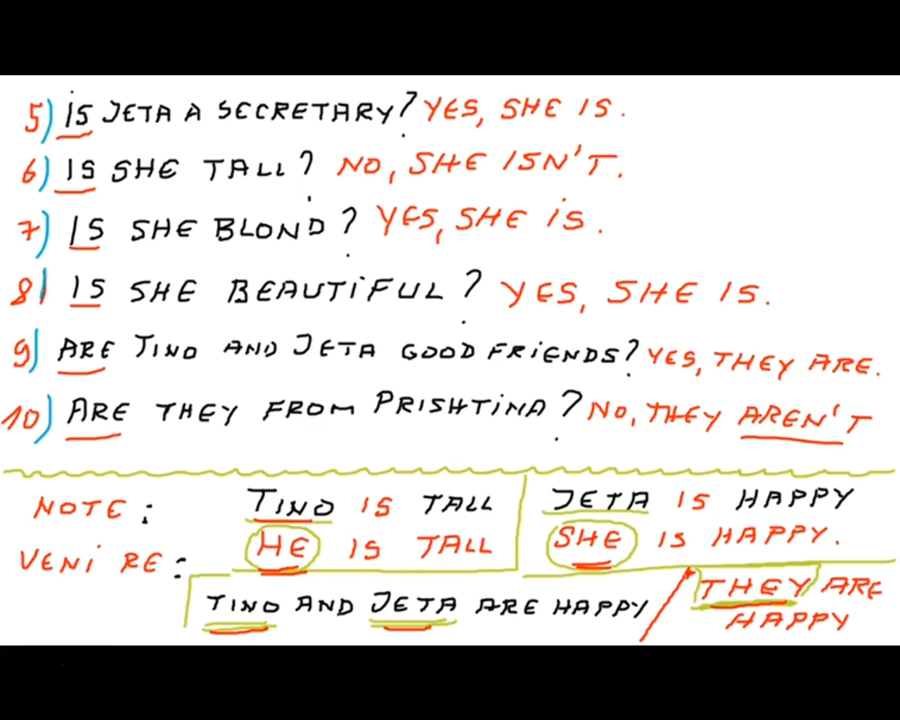 5) IS JETA A SECRETARY? YES, SHE IS.
6) IS SHE TALL? NO, SHE ISN'T.
7) IS SHE BLOND? YES, SHE IS.
8) IS SHE BEAUTIFUL? YES, SHE IS.
9) ARE TINO AND JETA GOOD FRIENDS? YES, THEY ARE.
10) ARE THEY FROM PRISHTINA? NO, THEY AREN'T
NOTE: TINO IS TALL JETA IS HAPPY
VENI RE: HE IS TALL SHE IS HAPPY.
TINO AND JETA ARE HAPPY / THEY ARE
HAPPY